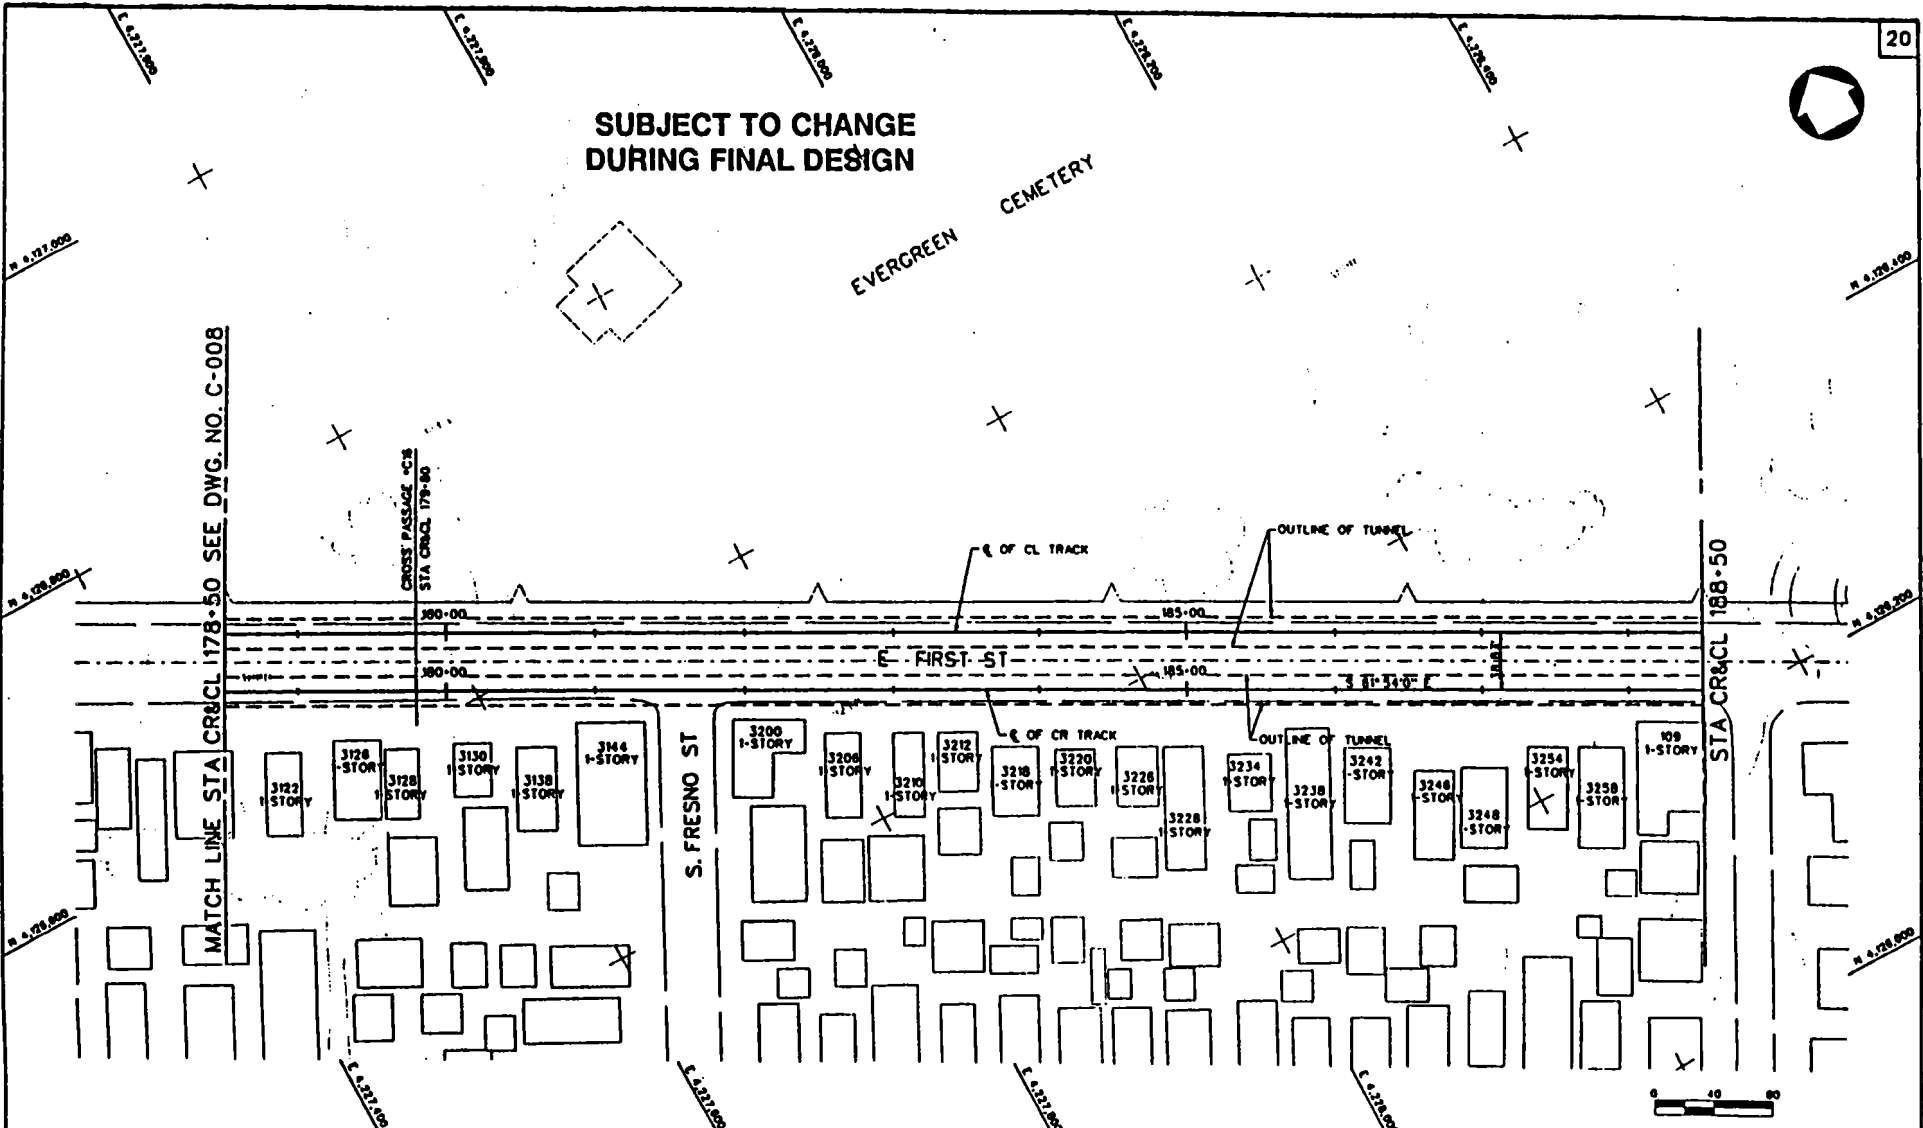 20
SUBJECT TO CHANGE
DURING FINAL DESIGN
EVERGREEN CEMETERY
MATCH LINE STA CR&CL 178+50 SEE DWG. NO. C-008
CROSS PASSAGE
STA CR&CL 179+80
℄ OF CL TRACK
OUTLINE OF TUNNEL
180+00
185+00
E FIRST ST
180+00
185+00
S 61° 54'0" E
℄ OF CR TRACK
OUTLINE OF TUNNEL
STA CR&CL 188+50
S. FRESNO ST
3122
1-STORY
3126
-STORY
3128
1-STORY
3130
1-STORY
3138
1-STORY
3144
1-STORY
3200
1-STORY
3206
1-STORY
3210
1-STORY
3212
1-STORY
3218
1-STORY
3220
1-STORY
3226
1-STORY
3228
1-STORY
3234
1-STORY
3238
1-STORY
3242
-STORY
3246
1-STORY
3248
-STORY
3254
1-STORY
3258
1-STORY
109
1-STORY
0 40 80